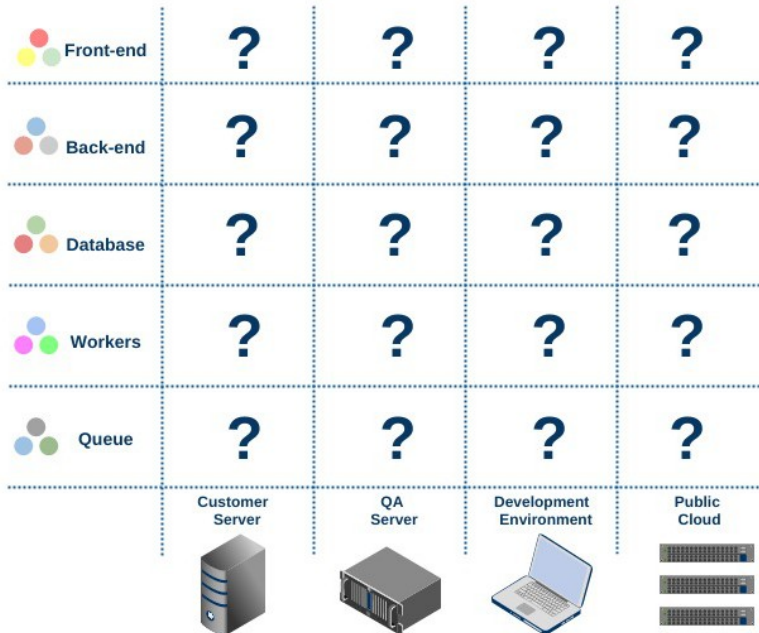 Front-end ? ? ? ?
Back-end ? ? ? ?
Database ? ? ? ?
Workers ? ? ? ?
Queue ? ? ? ?
Customer Server
QA Server
Development Environment
Public Cloud